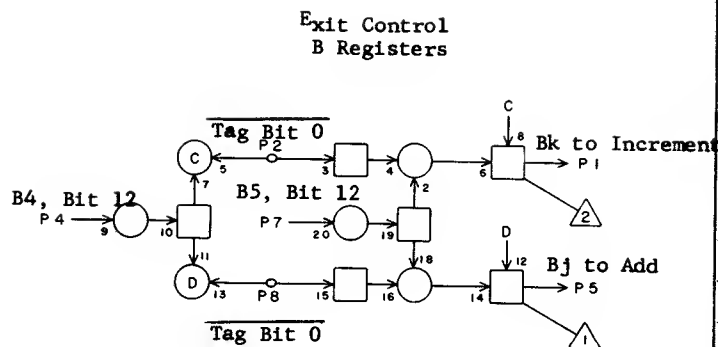 Exit Control
B Registers
Tag Bit 0
P2
C
C
8
Bk to Increment
5
3
4
6
P1
7
2
B4, Bit 12
B5, Bit 12
2
P4
P7
9
10
20
19
D
11
18
12
Bj to Add
D
13
P8
15
16
14
P5
Tag Bit 0
1